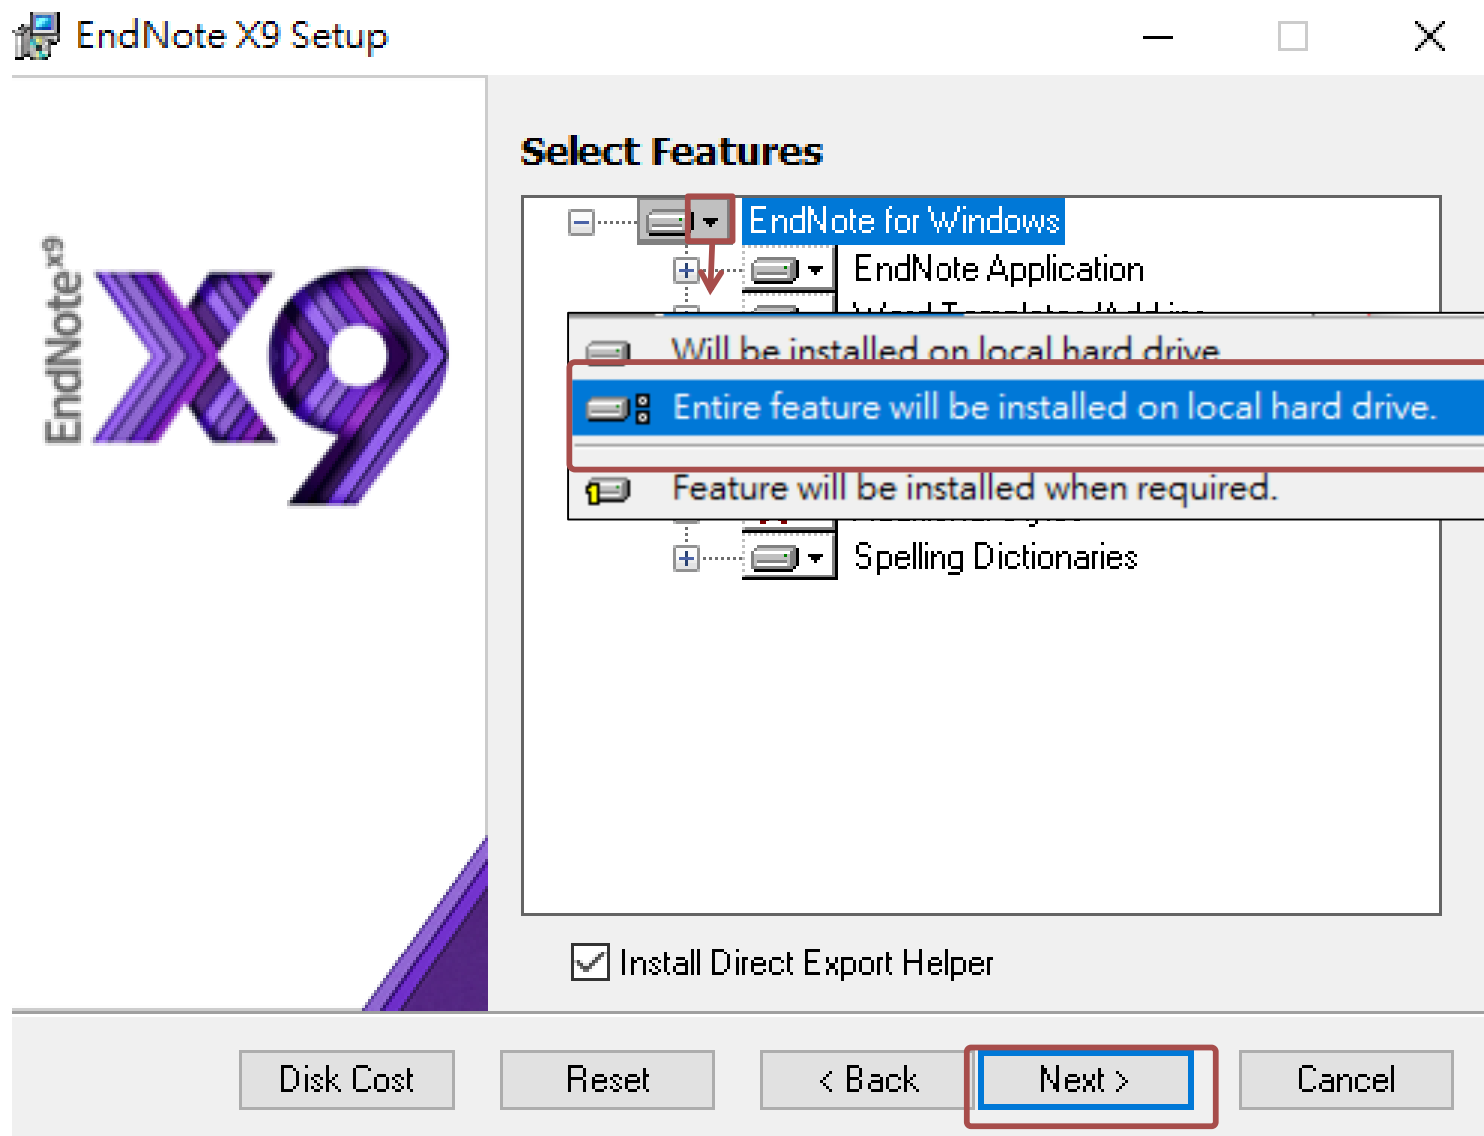 EndNote X9 Setup
EndNote X9
X9
Select Features
EndNote for Windows
EndNote Application
Will be installed on local hard drive
Entire feature will be installed on local hard drive.
Feature will be installed when required.
Spelling Dictionaries
Install Direct Export Helper
Disk Cost
Reset
< Back
Next >
Cancel